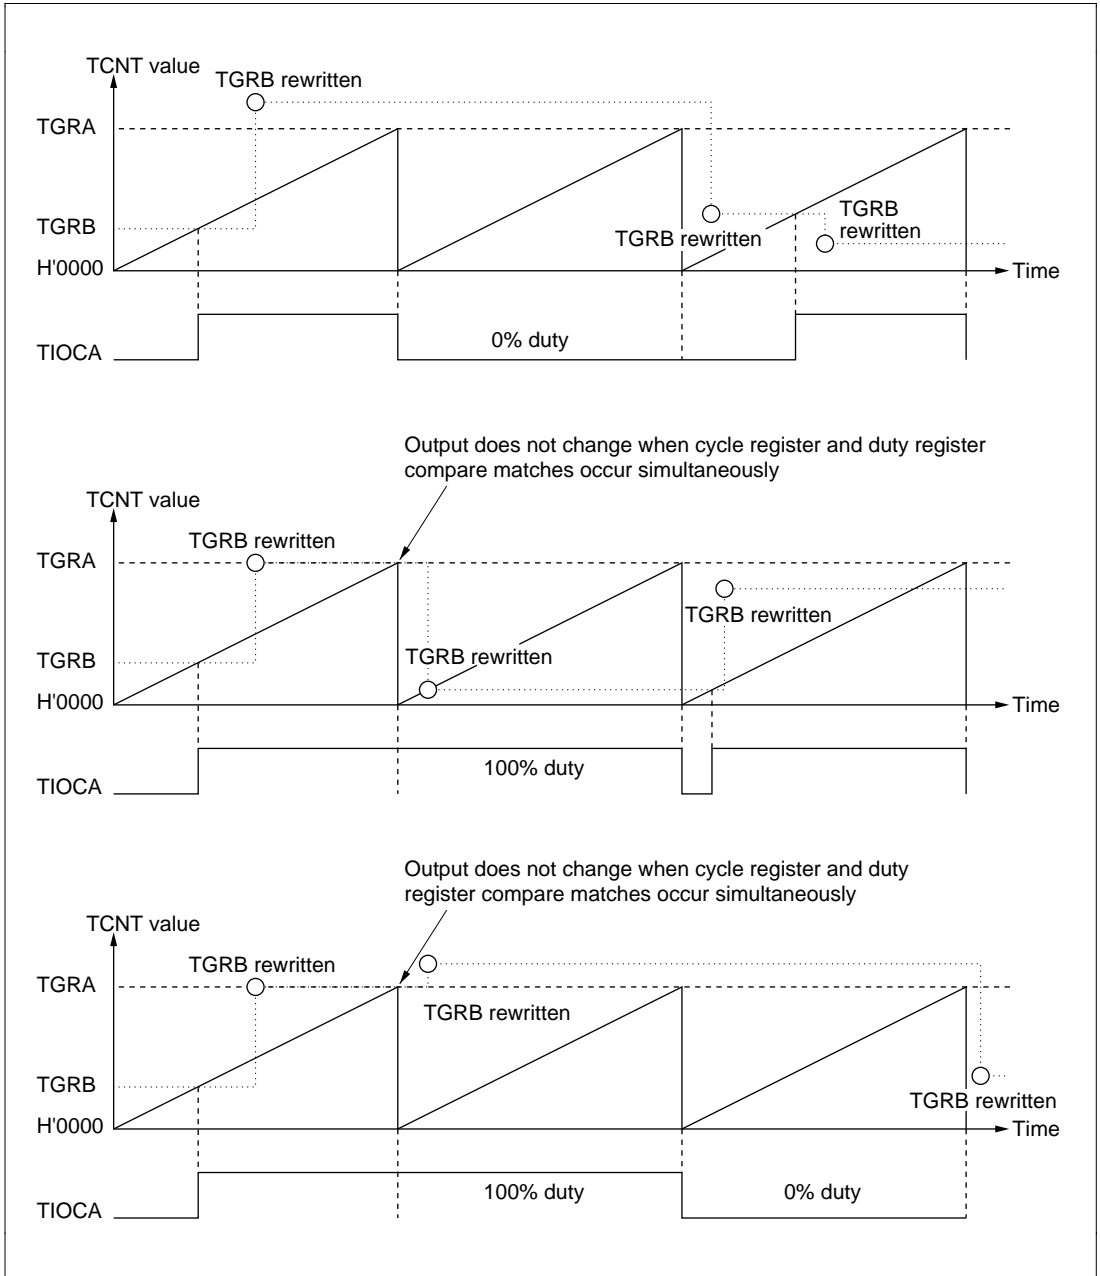 TCNT value
TGRB rewritten
TGRA
TGRB
TGRB
rewritten
TGRB rewritten
H'0000
Time
TIOCA
0% duty
Output does not change when cycle register and duty register
compare matches occur simultaneously
TCNT value
TGRB rewritten
TGRA
TGRB rewritten
TGRB
TGRB rewritten
H'0000
Time
TIOCA
100% duty
Output does not change when cycle register and duty
register compare matches occur simultaneously
TCNT value
TGRB rewritten
TGRA
TGRB rewritten
TGRB
TGRB rewritten
H'0000
Time
TIOCA
100% duty
0% duty